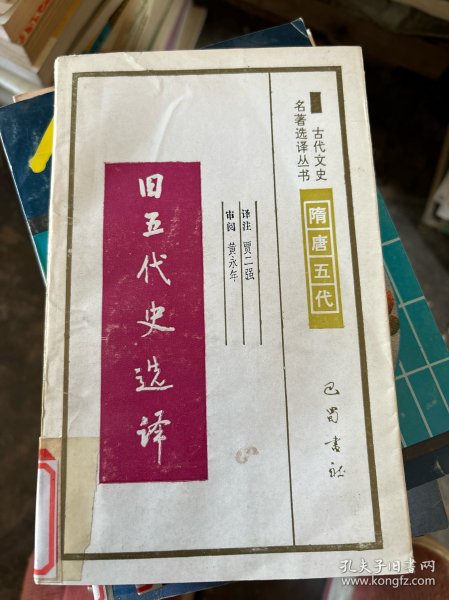 古代文史
名著选译丛书
隋唐五代
译注 贾二强
审阅 黄永年
旧五代史选译
巴蜀书社
孔夫子旧书网
www.kongfz.com